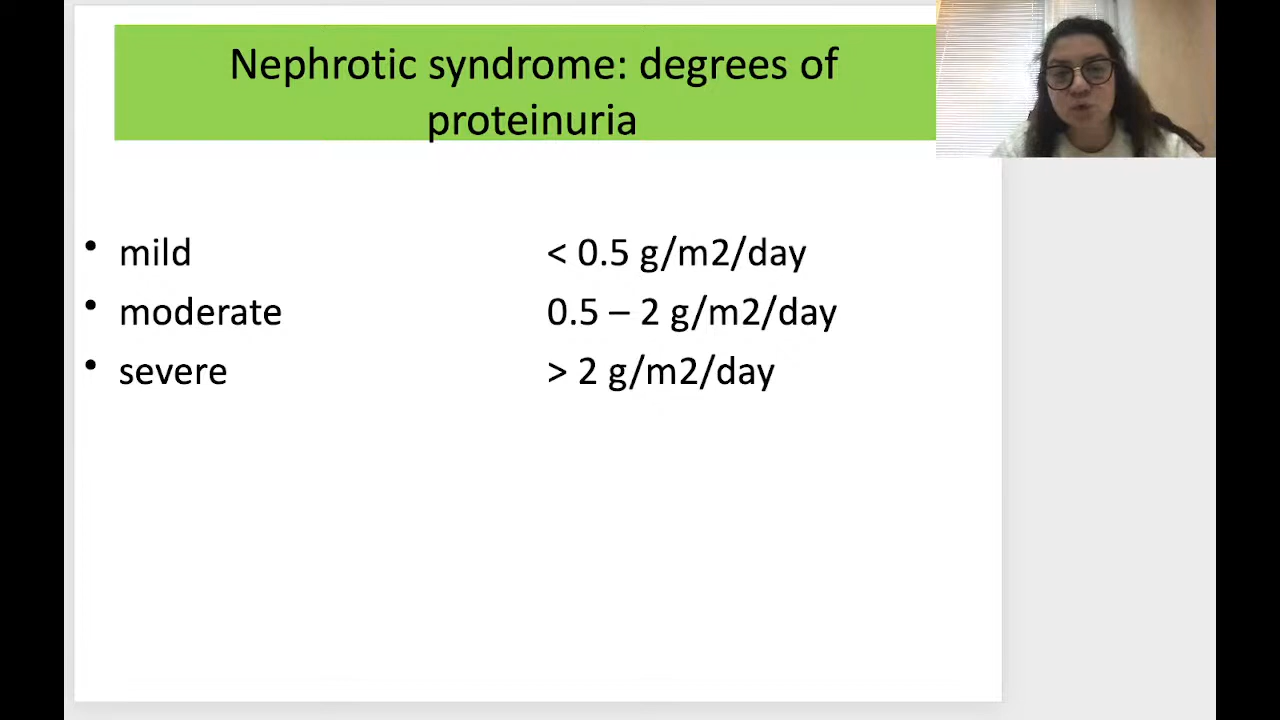 Nephrotic syndrome: degrees of
proteinuria
• mild < 0.5 g/m2/day
• moderate 0.5 – 2 g/m2/day
• severe > 2 g/m2/day